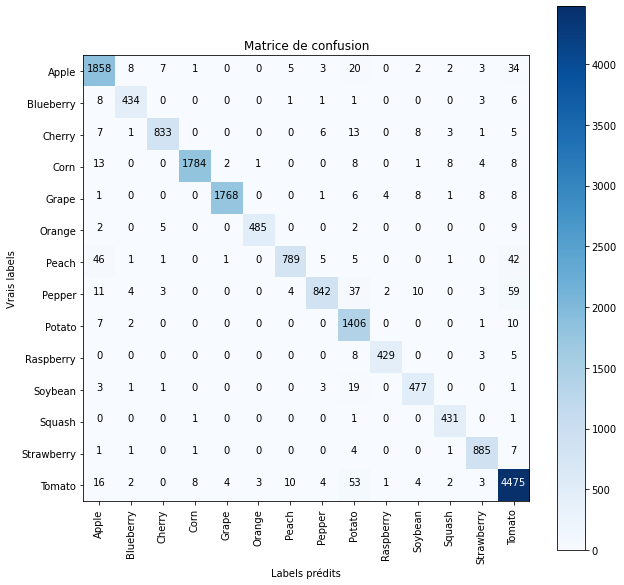 Matrice de confusion
Apple 1858 8 7 1 0 0 5 3 20 0 2 2 3 34
Blueberry 8 434 0 0 0 0 1 1 1 0 0 0 3 6
Cherry 7 1 833 0 0 0 0 6 13 0 8 3 1 5
Corn 13 0 0 1784 2 1 0 0 8 0 1 8 4 8
Grape 1 0 0 0 1768 0 0 1 6 4 8 1 8 8
Orange 2 0 5 0 0 485 0 0 2 0 0 0 0 9
Peach 46 1 1 0 1 0 789 5 5 0 0 1 0 42
Pepper 11 4 3 0 0 0 4 842 37 2 10 0 3 59
Potato 7 2 0 0 0 0 0 0 1406 0 0 0 1 10
Raspberry 0 0 0 0 0 0 0 0 8 429 0 0 3 5
Soybean 3 1 1 0 0 0 0 3 19 0 477 0 0 1
Squash 0 0 0 1 0 0 0 0 1 0 0 431 0 1
Strawberry 1 1 0 1 0 0 0 0 4 0 0 1 885 7
Tomato 16 2 0 8 4 3 10 4 53 1 4 2 3 4475
Apple Blueberry Cherry Corn Grape Orange Peach Pepper Potato Raspberry Soybean Squash Strawberry Tomato
Labels prédits
Vrais labels
4000
3500
3000
2500
2000
1500
1000
500
0